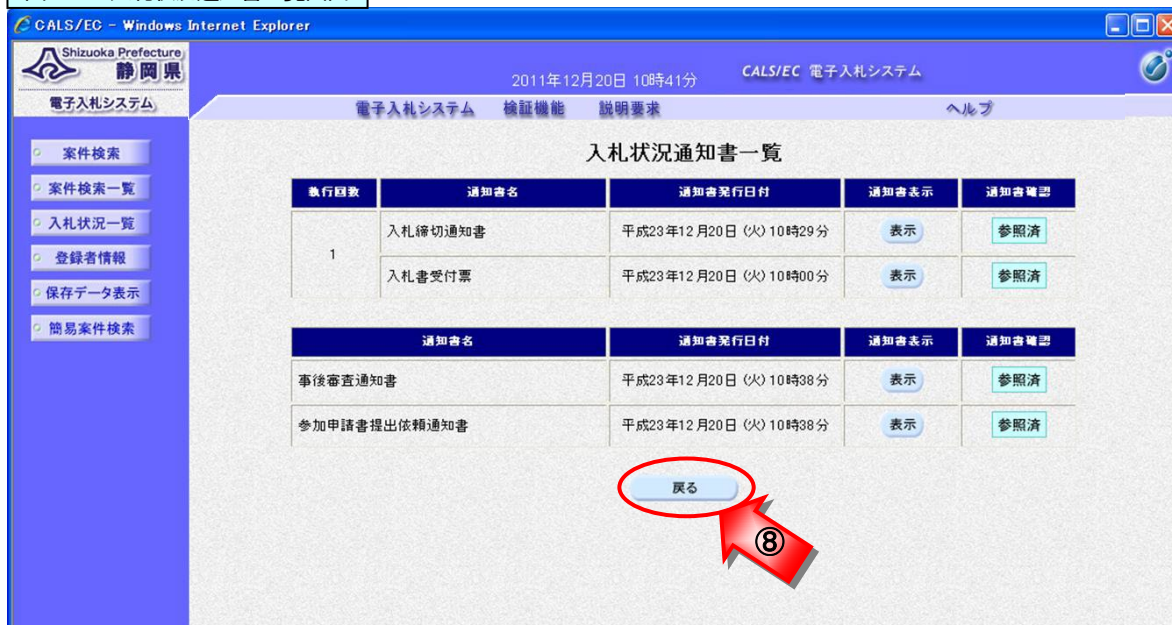 CALS/EC - Windows Internet Explorer
Shizuoka Prefecture
静岡県
電子入札システム
2011年12月20日 10時41分
CALS/EC 電子入札システム
電子入札システム 検証機能 説明要求 ヘルプ
案件検索
案件検索一覧
入札状況一覧
登録者情報
保存データ表示
簡易案件検索
入札状況通知書一覧
執行回数 通知書名 通知書発行日付 通知書表示 通知書確認
1
入札締切通知書 平成23年12月20日（火）10時29分 表示 参照済
入札書受付票 平成23年12月20日（火）10時00分 表示 参照済
通知書名 通知書発行日付 通知書表示 通知書確認
事後審査通知書 平成23年12月20日（火）10時38分 表示 参照済
参加申請書提出依頼通知書 平成23年12月20日（火）10時38分 表示 参照済
戻る
⑧